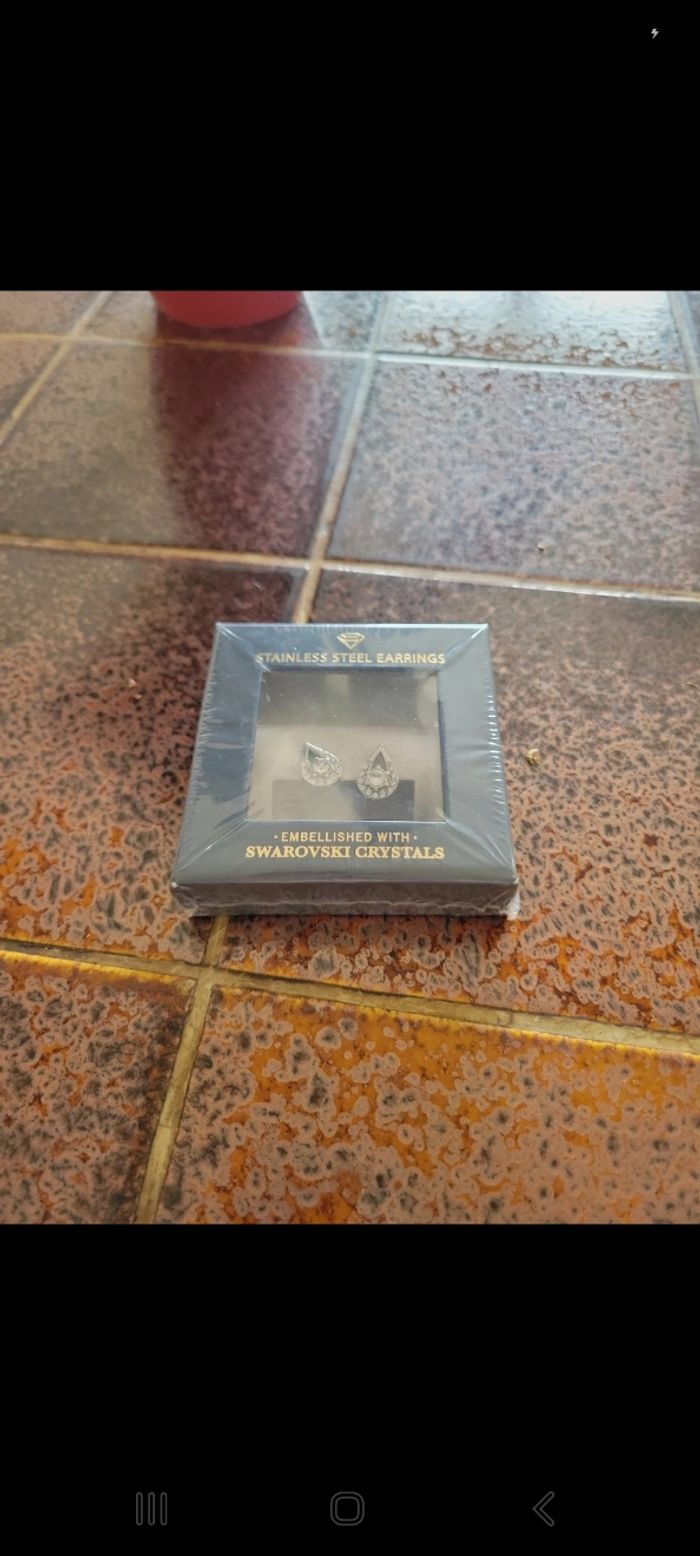 STAINLESS STEEL EARRINGS
• EMBELLISHED WITH •
SWAROVSKI CRYSTALS